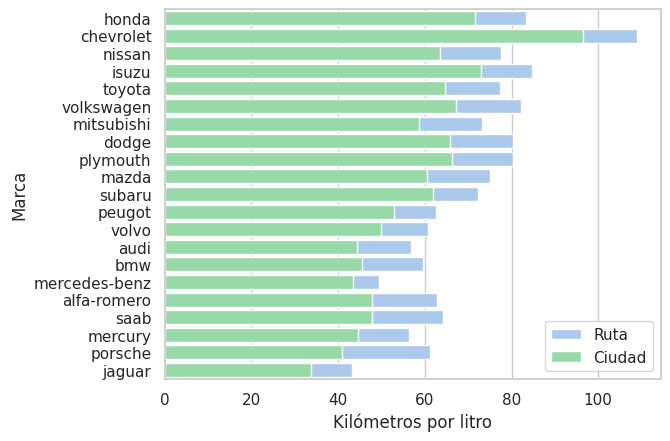 honda
chevrolet
nissan
isuzu
toyota
volkswagen
mitsubishi
dodge
plymouth
mazda
subaru
peugot
volvo
audi
bmw
mercedes-benz
alfa-romero
saab
mercury
porsche
jaguar
Marca
Ruta
Ciudad
0 20 40 60 80 100
Kilómetros por litro